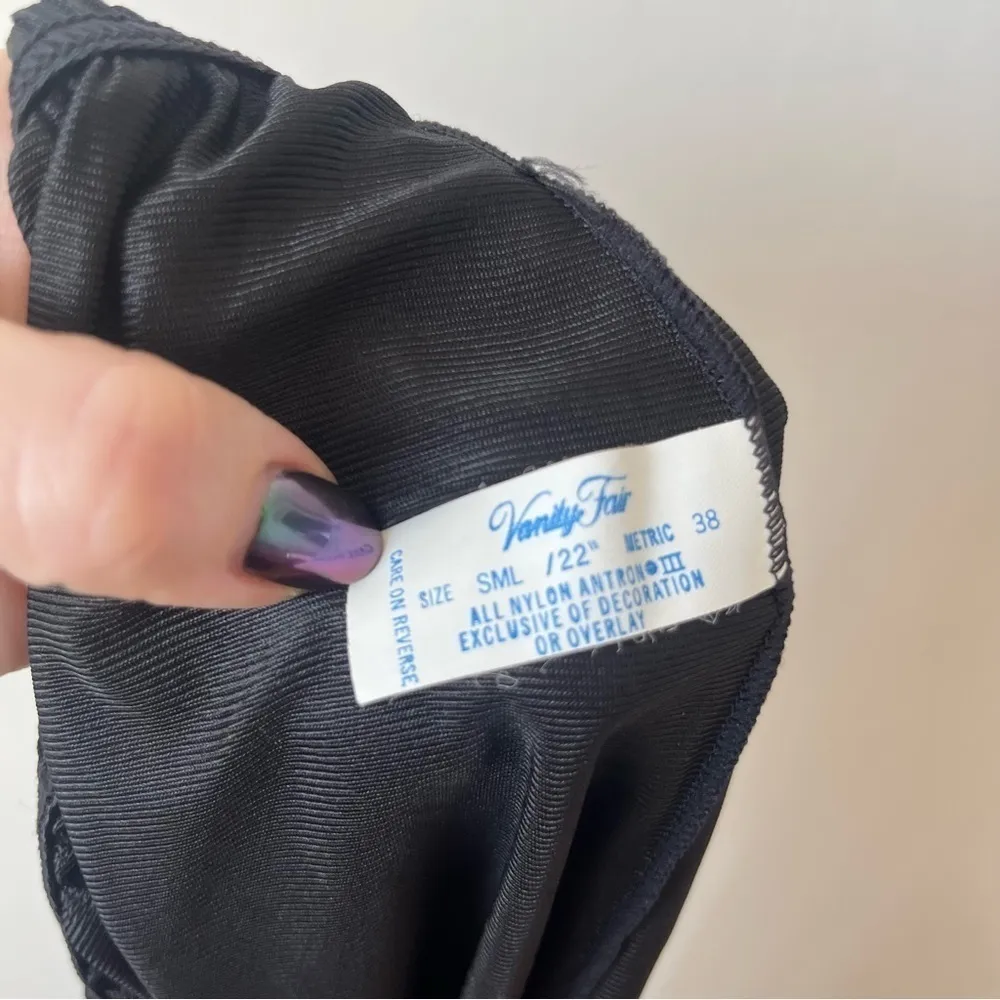 Vanity Fair
SIZE SML /22" METRIC 38
ALL NYLON ANTRON® III
EXCLUSIVE OF DECORATION
OR OVERLAY
CARE ON REVERSE